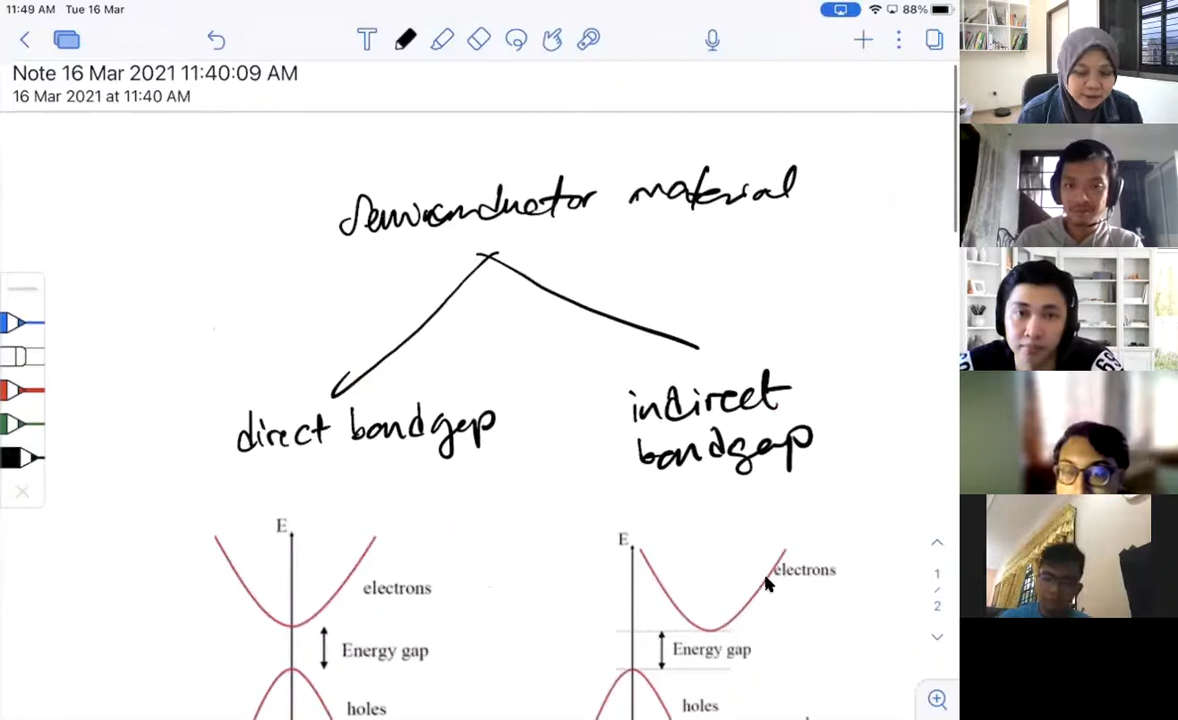 11:49 AM Tue 16 Mar
88%
Note 16 Mar 2021 11:40:09 AM
16 Mar 2021 at 11:40 AM
semiconductor material
direct bandgap
indirect
bandgap
E
electrons
Energy gap
holes
E
electrons
Energy gap
holes
1
/
2